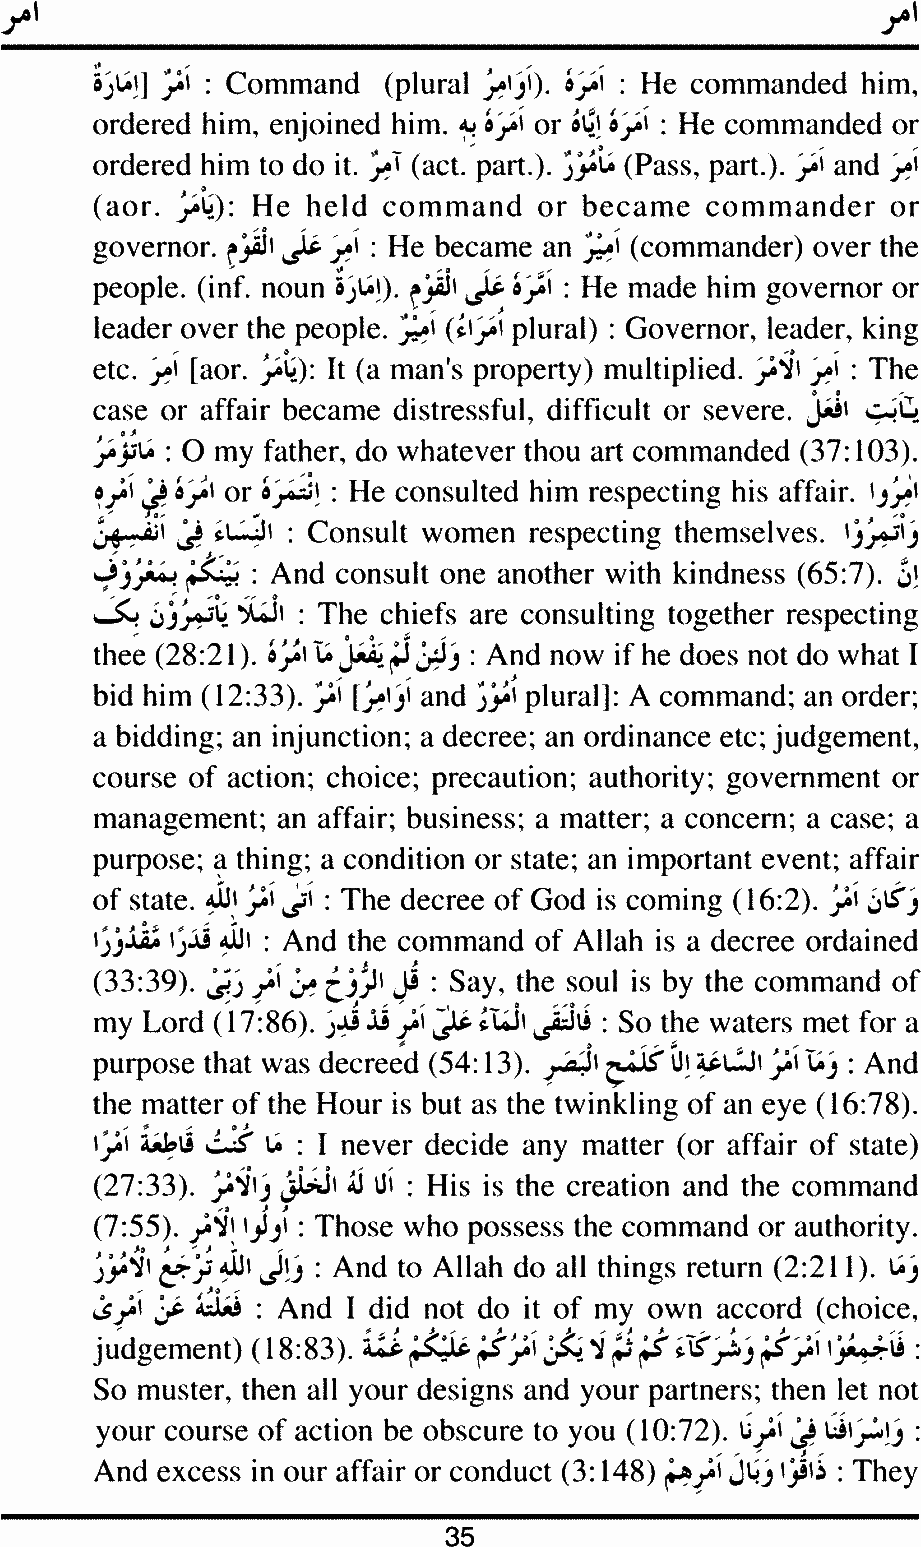 امر امر
اَمْرٌ [اِمَارَةٌ : Command (plural اَوَامِرُ). اَمَرَهٗ : He commanded him,
ordered him, enjoined him. اَمَرَهٗ بِهٖ or اَمَرَهٗ اِيَّاهُ : He commanded or
ordered him to do it. آمِرٌ (act. part.). مَأْمُوْرٌ (Pass, part.). اَمَرَ and اَمِرَ
(aor. يَأْمُرُ): He held command or became commander or
governor. اَمِرَ عَلَى الْقَوْمِ : He became an اَمِيْرٌ (commander) over the
people. (inf. noun اِمَارَةٌ). اَمَّرَهٗ عَلَى الْقَوْمِ : He made him governor or
leader over the people. اَمِيْرٌ (اُمَرَاءُ plural) : Governor, leader, king
etc. اَمِرَ [aor. يَأْمَرُ): It (a man's property) multiplied. اَمِرَ الْاَمْرُ : The
case or affair became distressful, difficult or severe. يٰاَبَتِ افْعَلْ
مَاتُؤْمَرُ : O my father, do whatever thou art commanded (37:103).
اِئْتَمَرَهٗ or امَرَهٗ فِىْ اَمْرِهٖ : He consulted him respecting his affair. امِرُوا
النِّسَاءَ فِىْ اَنْفُسِهِنَّ : Consult women respecting themselves. وَأْتَمِرُوْا
بَيْنَكُمْ بِمَعْرُوْفٍ : And consult one another with kindness (65:7). اِنَّ
الْمَلَاَ يَأْتَمِرُوْنَ بِكَ : The chiefs are consulting together respecting
thee (28:21). وَلَئِنْ لَّمْ يَفْعَلْ مَآ امُرُهٗ : And now if he does not do what I
bid him (12:33). اَمْرٌ [اَوَامِرُ and اُمُوْرٌ plural]: A command; an order;
a bidding; an injunction; a decree; an ordinance etc; judgement,
course of action; choice; precaution; authority; government or
management; an affair; business; a matter; a concern; a case; a
purpose; a thing; a condition or state; an important event; affair
of state. اَتٰى اَمْرُ اللّٰهِ : The decree of God is coming (16:2). وَكَانَ اَمْرُ
اللّٰهِ قَدَرًا مَّقْدُوْرًا : And the command of Allah is a decree ordained
(33:39). قُلِ الرُّوْحُ مِنْ اَمْرِ رَبِّىْ : Say, the soul is by the command of
my Lord (17:86). فَالْتَقَى الْمَآءُ عَلٰٓى اَمْرٍ قَدْ قُدِرَ : So the waters met for a
purpose that was decreed (54:13). وَمَآ اَمْرُ السَّاعَةِ اِلَّا كَلَمْحِ الْبَصَرِ : And
the matter of the Hour is but as the twinkling of an eye (16:78).
مَا كُنْتُ قَاطِعَةً اَمْرًا : I never decide any matter (or affair of state)
(27:33). اَلَا لَهُ الْخَلْقُ وَالْاَمْرُ : His is the creation and the command
(7:55). اُولُوا الْاَمْرِ : Those who possess the command or authority.
وَاِلَى اللّٰهِ تُرْجَعُ الْاُمُوْرُ : And to Allah do all things return (2:211). وَمَا
فَعَلْتُهٗ عَنْ اَمْرِىْ : And I did not do it of my own accord (choice,
judgement) (18:83). فَاَجْمِعُوْا اَمْرَكُمْ وَشُرَكَاءَ كُمْ ثُمَّ لَا يَكُنْ اَمْرُكُمْ عَلَيْكُمْ غُمَّةً :
So muster, then all your designs and your partners; then let not
your course of action be obscure to you (10:72). وَاِسْرَافَنَا فِىْ اَمْرِنَا :
And excess in our affair or conduct (3:148) ذَاقُوْا وَبَالَ اَمْرِهِمْ : They
35